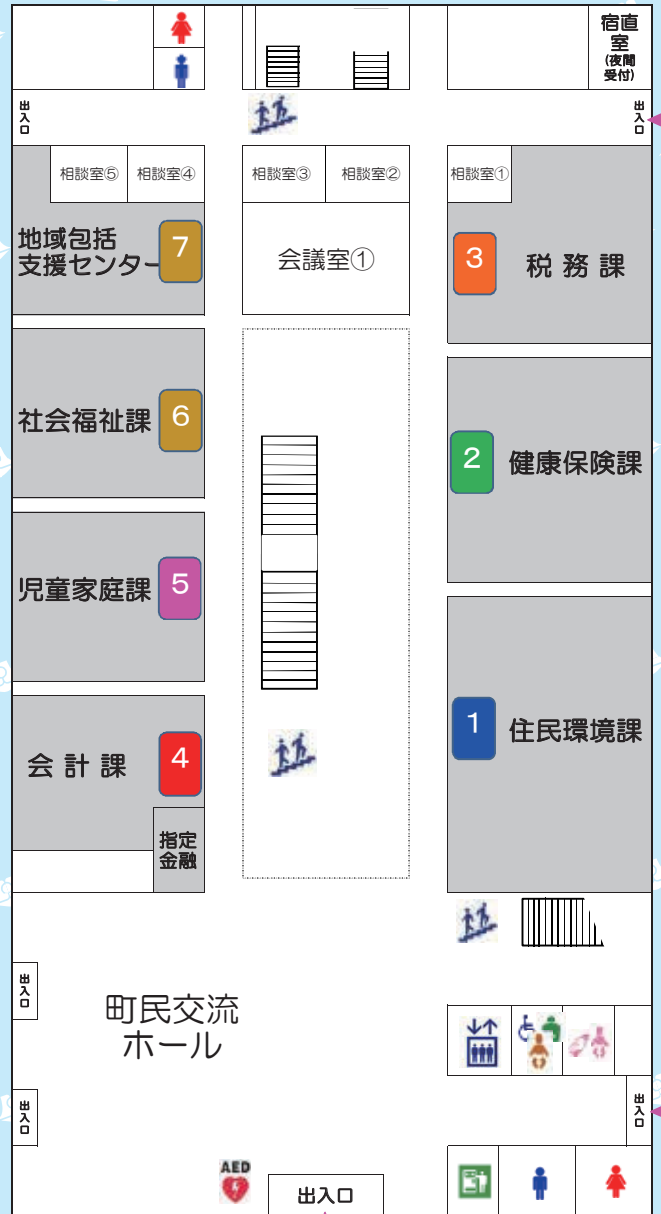 宿直
室
(夜間
受付)
出入口
出入口
相談室⑤
相談室④
相談室③
相談室②
相談室①
地域包括
支援センター
7
会議室①
3
税務課
社会福祉課
6
2
健康保険課
児童家庭課
5
1
住民環境課
会計課
4
指定
金融
出入口
町民交流
ホール
出入口
出入口
AED
出入口